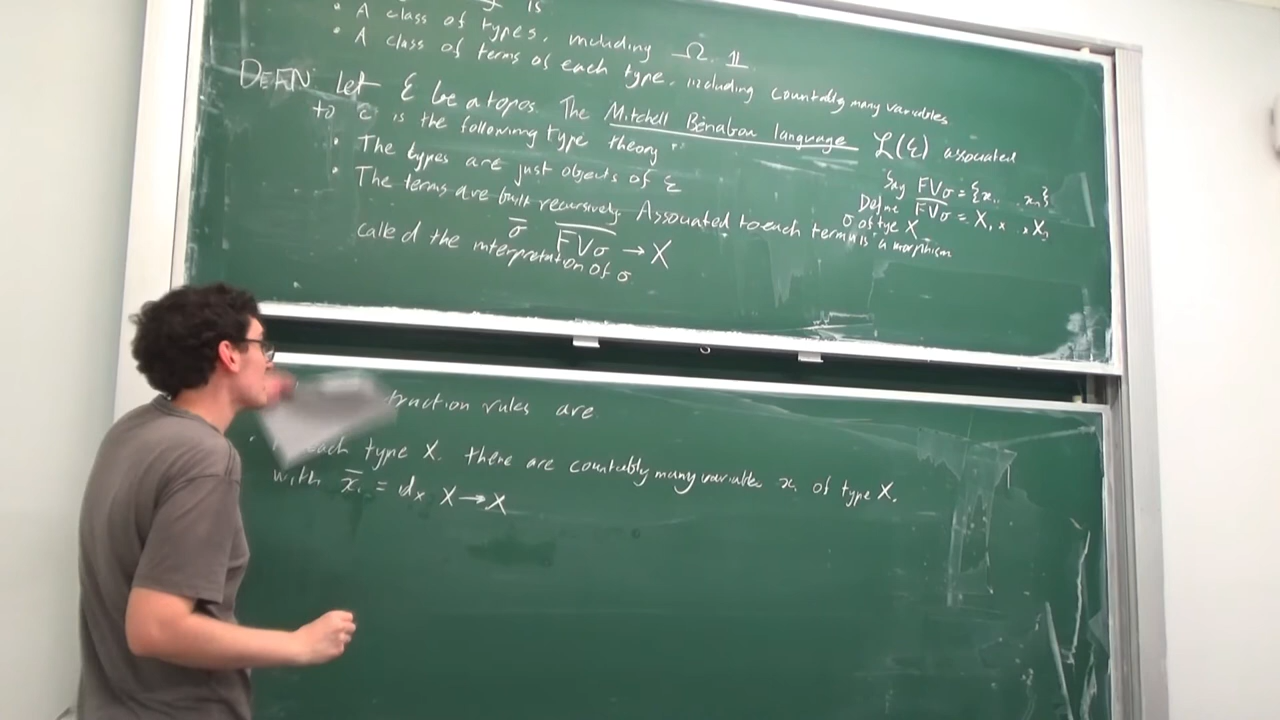 is
• A class of types, including Ω, 𝟙
• A class of terms of each type, including countably many variables
DEFN let ℰ be a topos. The Mitchell Bénabou language ℒ(ℰ) associated
to ℰ is the following type theory
• The types are just objects of ℰ
• The terms are built recursively. Associated to each term σ of type X is a morphism
Say FVσ = {x₁, , xₙ}
Define F̅V̅σ = X₁ × × Xₙ
σ̅ F̅V̅σ → X
called the interpretation of σ.
truction rules are
each type X. there are countably many variables xᵢ of type X.
with x̅ᵢ = id_X X → X